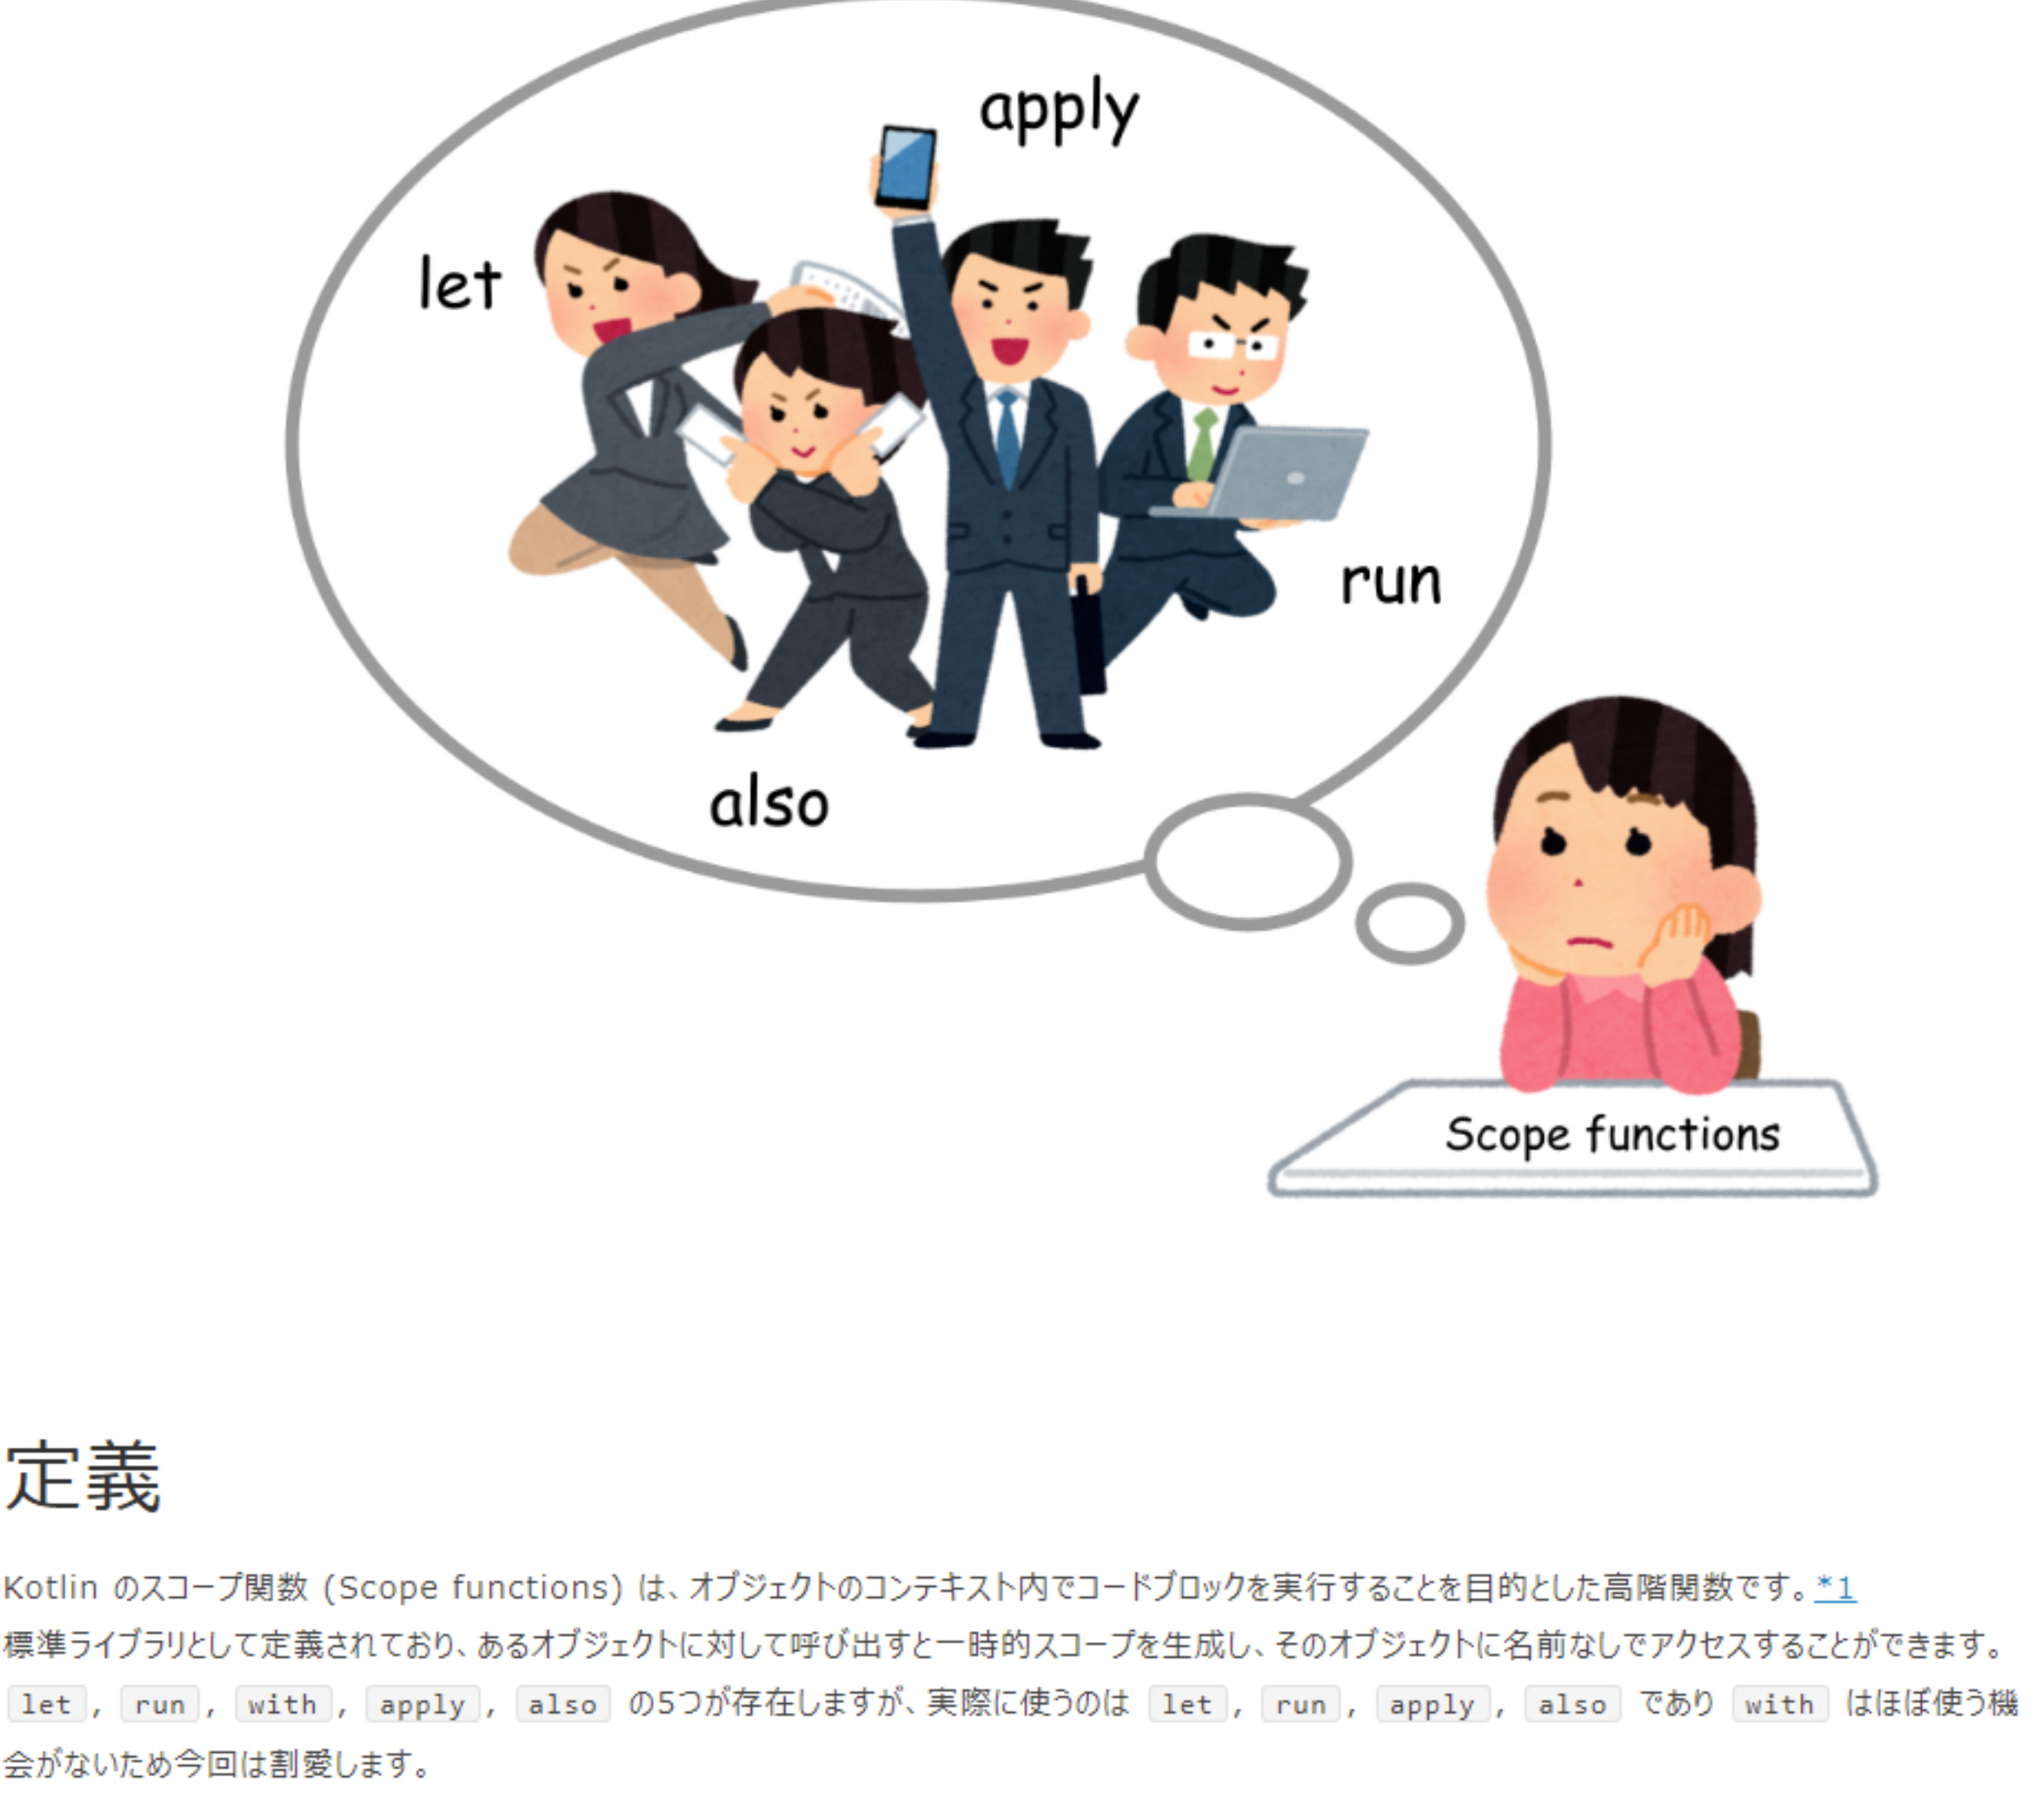 apply
let
run
also
Scope functions
定義
Kotlin のスコープ関数 (Scope functions) は、オブジェクトのコンテキスト内でコードブロックを実行することを目的とした高階関数です。*1
標準ライブラリとして定義されており、あるオブジェクトに対して呼び出すと一時的スコープを生成し、そのオブジェクトに名前なしでアクセスすることができます。
let, run, with, apply, also の5つが存在しますが、実際に使うのは let, run, apply, also であり with はほぼ使う機
会がないため今回は割愛します。